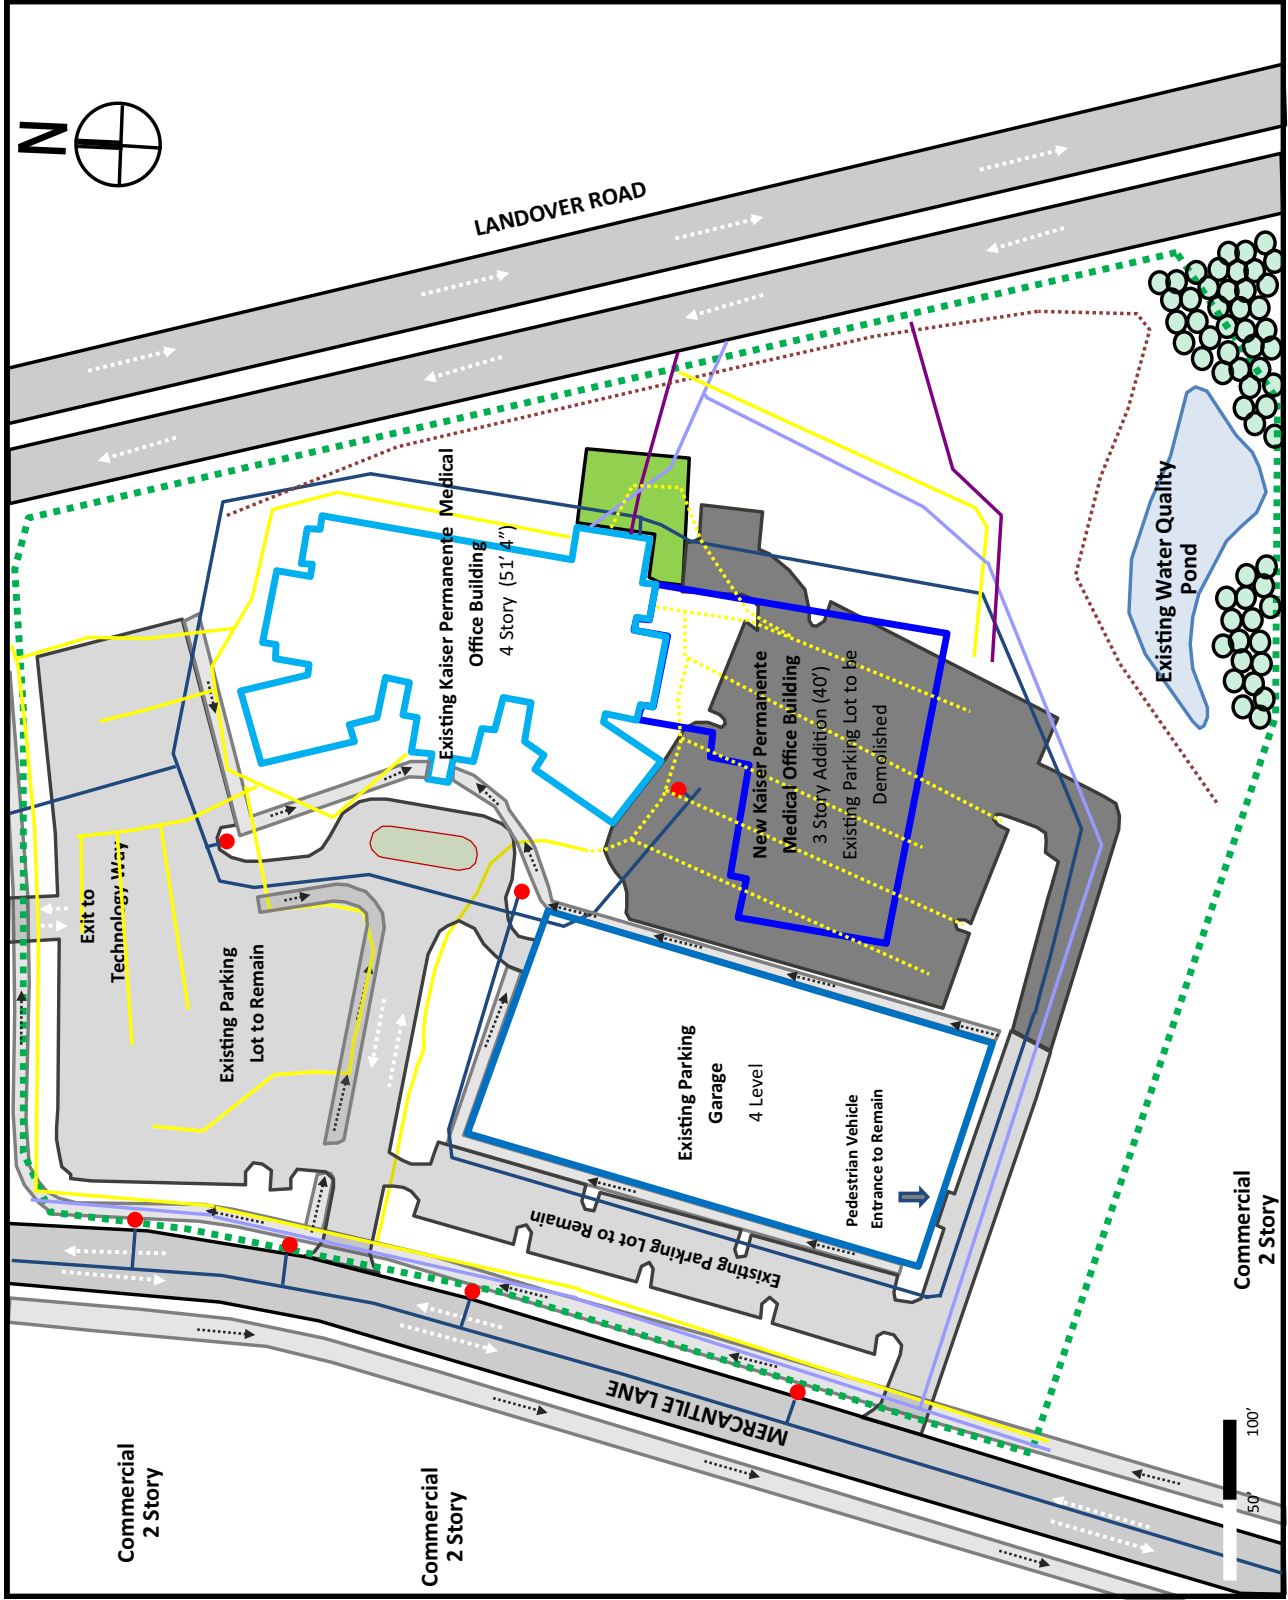 N
LANDOVER ROAD
Existing Kaiser Permanente Medical
Office Building
4 Story (51' 4")
Exit to
Technology Way
Existing Parking
Lot to Remain
New Kaiser Permanente
Medical Office Building
3 Story Addition (40')
Existing Parking Lot to be
Demolished
Existing Water Quality
Pond
Existing Parking
Garage
4 Level
Pedestrian Vehicle
Entrance to Remain
Existing Parking Lot to Remain
MERCANTILE LANE
Commercial
2 Story
Commercial
2 Story
Commercial
2 Story
50'
100'